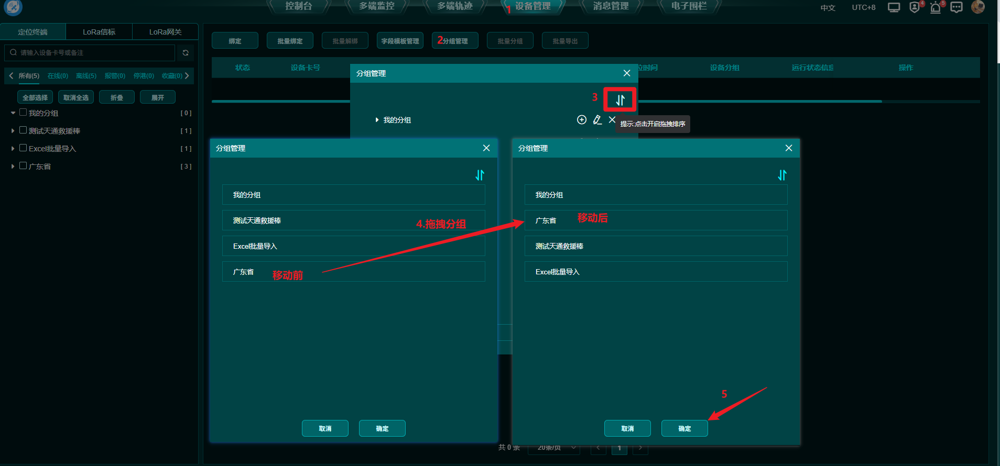 控制台
多端监控
多端轨迹
1 设备管理
消息管理
电子围栏
中文
UTC+8
4
5
定位终端
LoRa信标
LoRa网关
请输入设备卡号或备注
所有(5)
在线(0)
离线(5)
报警(0)
停港(0)
收藏(0)
全部选择
取消全选
折叠
展开
我的分组
[ 0 ]
测试天通救援棒
[ 1 ]
Excel批量导入
[ 1 ]
广东省
[ 3 ]
绑定
批量绑定
批量解绑
字段模板管理
2分组管理
批量分组
批量导出
状态
设备卡号
位时间
设备分组
运行状态信息
操作
分组管理
3
我的分组
提示:点击开启拖拽排序
分组管理
我的分组
测试天通救援棒
4.拖拽分组
Excel批量导入
广东省
移动前
取消
确定
分组管理
我的分组
广东省
移动后
测试天通救援棒
Excel批量导入
5
取消
确定
共 0 条
20条/页
1